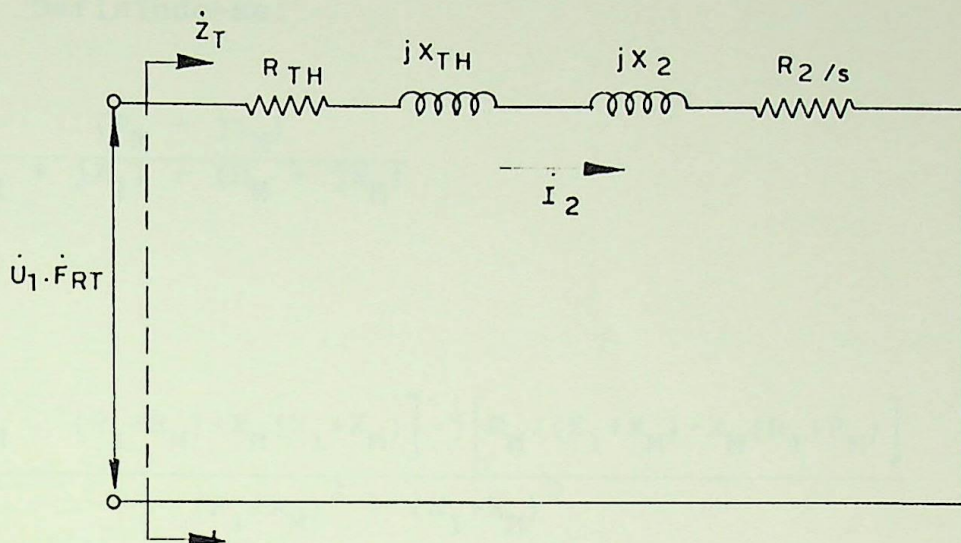 Ż_T
R_TH
jX_TH
jX_2
R_2/s
İ_2
U̇_1.Ḟ_RT